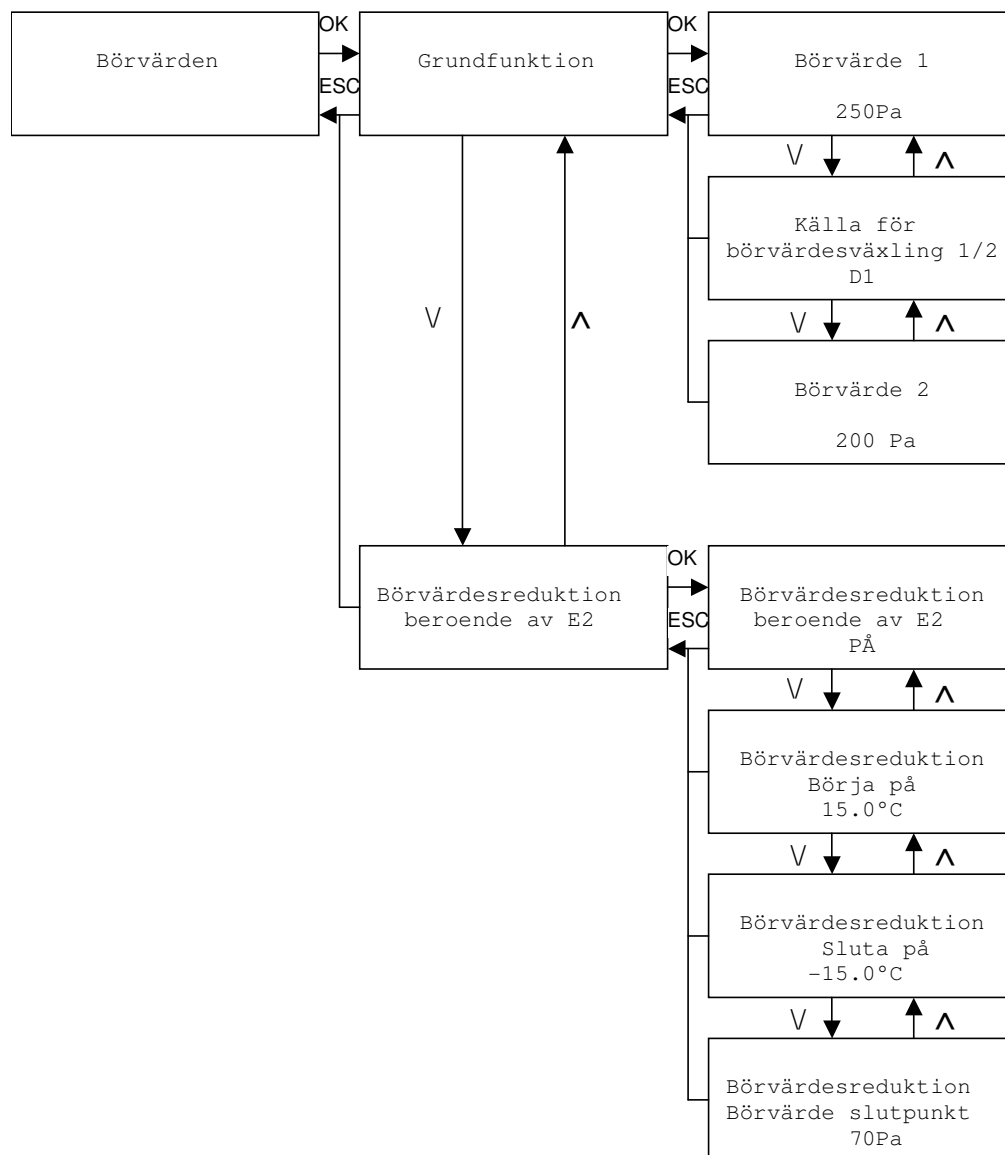 OK
OK
Börvärden
Grundfunktion
Börvärde 1
ESC
ESC
250Pa
\/
ʌ
Källa för
börvärdesväxling 1/2
D1
\/
ʌ
\/
ʌ
Börvärde 2
200 Pa
OK
Börvärdesreduktion
beroende av E2
ESC
Börvärdesreduktion
beroende av E2
PÅ
\/
ʌ
Börvärdesreduktion
Börja på
15.0°C
\/
ʌ
Börvärdesreduktion
Sluta på
-15.0°C
\/
ʌ
Börvärdesreduktion
Börvärde slutpunkt
70Pa